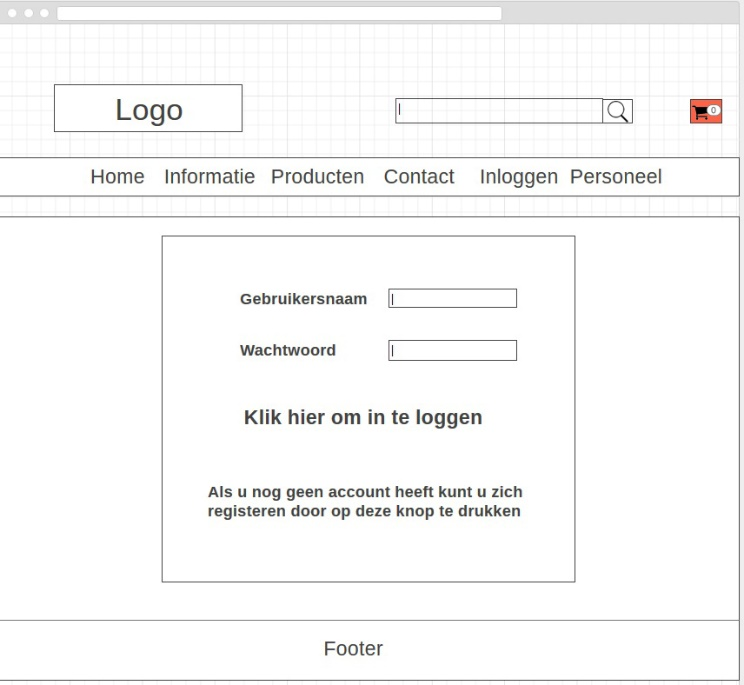 Logo
0
Home Informatie Producten Contact Inloggen Personeel
Gebruikersnaam
Wachtwoord
Klik hier om in te loggen
Als u nog geen account heeft kunt u zich
registeren door op deze knop te drukken
Footer